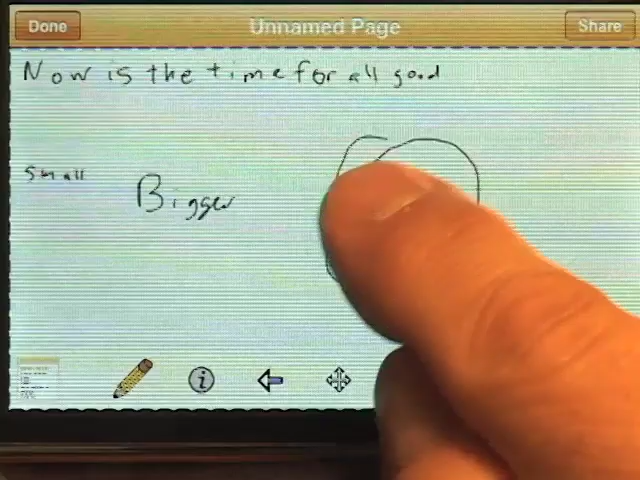 Done Unnamed Page Share
Now is the time for all good
small
Bigger